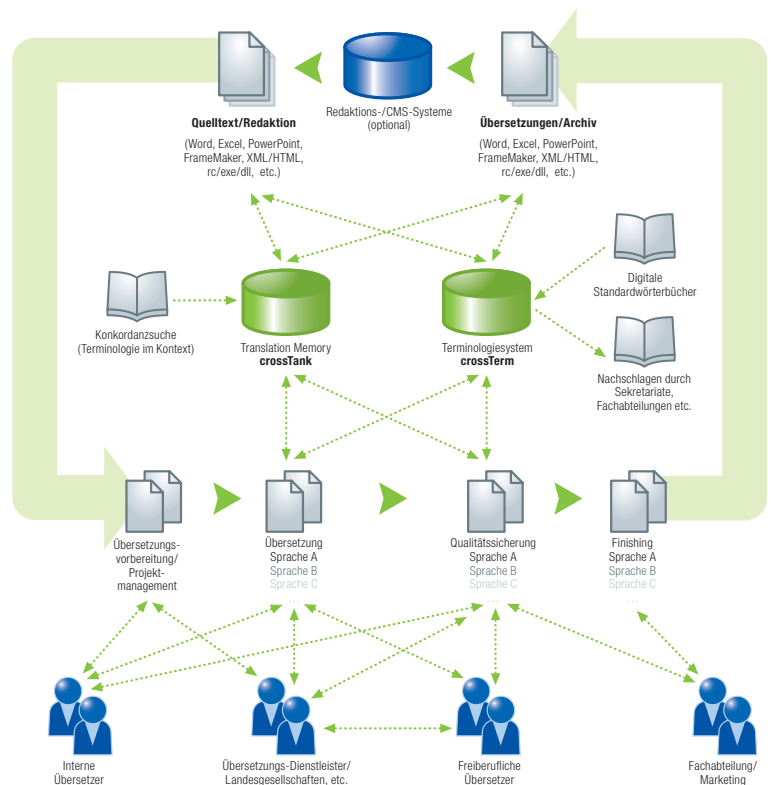 Quelltext/Redaktion
(Word, Excel, PowerPoint,
FrameMaker, XML/HTML,
rc/exe/dll, etc.)
Redaktions-/CMS-Systeme
(optional)
Übersetzungen/Archiv
(Word, Excel, PowerPoint,
FrameMaker, XML/HTML,
rc/exe/dll, etc.)
Konkordanzsuche
(Terminologie im Kontext)
Translation Memory
crossTank
Terminologiesystem
crossTerm
Digitale
Standardwörterbücher
Nachschlagen durch
Sekretariate,
Fachabteilungen etc.
Übersetzungs-
vorbereitung/
Projekt-
management
Übersetzung
Sprache A
Sprache B
Sprache C
...
Qualitätssicherung
Sprache A
Sprache B
Sprache C
...
Finishing
Sprache A
Sprache B
Sprache C
...
Interne
Übersetzer
Übersetzungs-Dienstleister/
Landesgesellschaften, etc.
Freiberufliche
Übersetzer
Fachabteilung/
Marketing